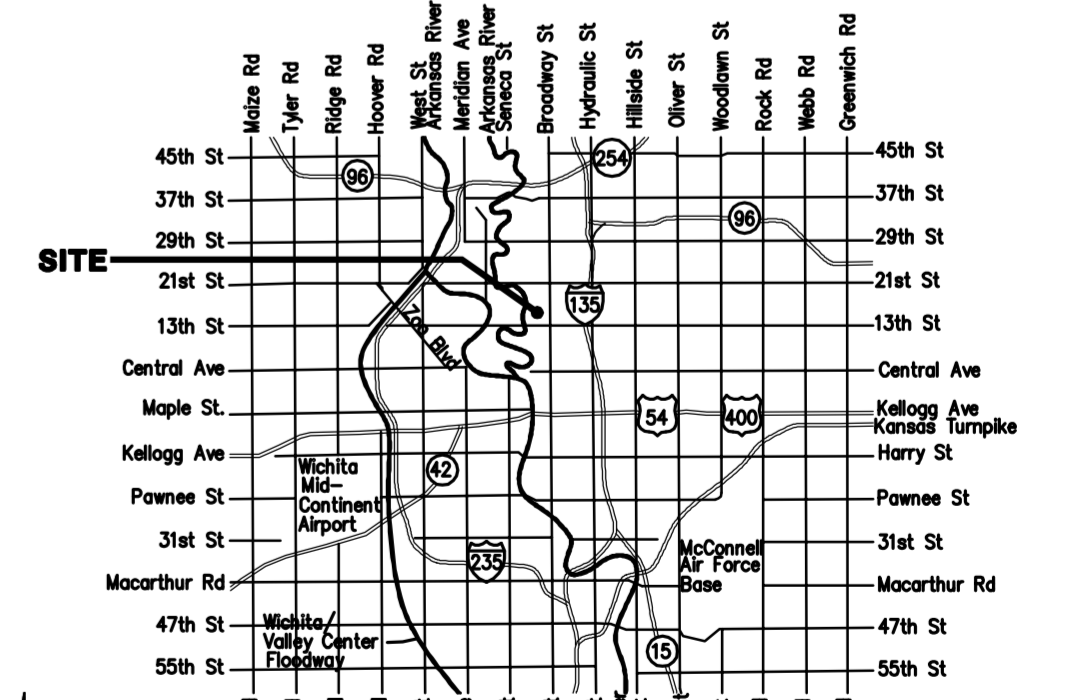 Maize Rd
Tyler Rd
Ridge Rd
Hoover Rd
West St
Arkansas River
Meridian Ave
Arkansas River
Seneca St
Broadway St
Hydraulic St
Hillside St
Oliver St
Woodlawn St
Rock Rd
Webb Rd
Greenwich Rd
45th St
254
45th St
96
37th St
37th St
96
29th St
29th St
SITE
21st St
21st St
135
13th St
Zoo Blvd
13th St
Central Ave
Central Ave
Maple St.
54
400
Kellogg Ave
Kansas Turnpike
Kellogg Ave
Harry St
Wichita
Mid-
Continent
Airport
42
Pawnee St
Pawnee St
31st St
31st St
235
McConnell
Air Force
Base
Macarthur Rd
Macarthur Rd
47th St
Wichita/
Valley Center
Floodway
47th St
15
55th St
55th St